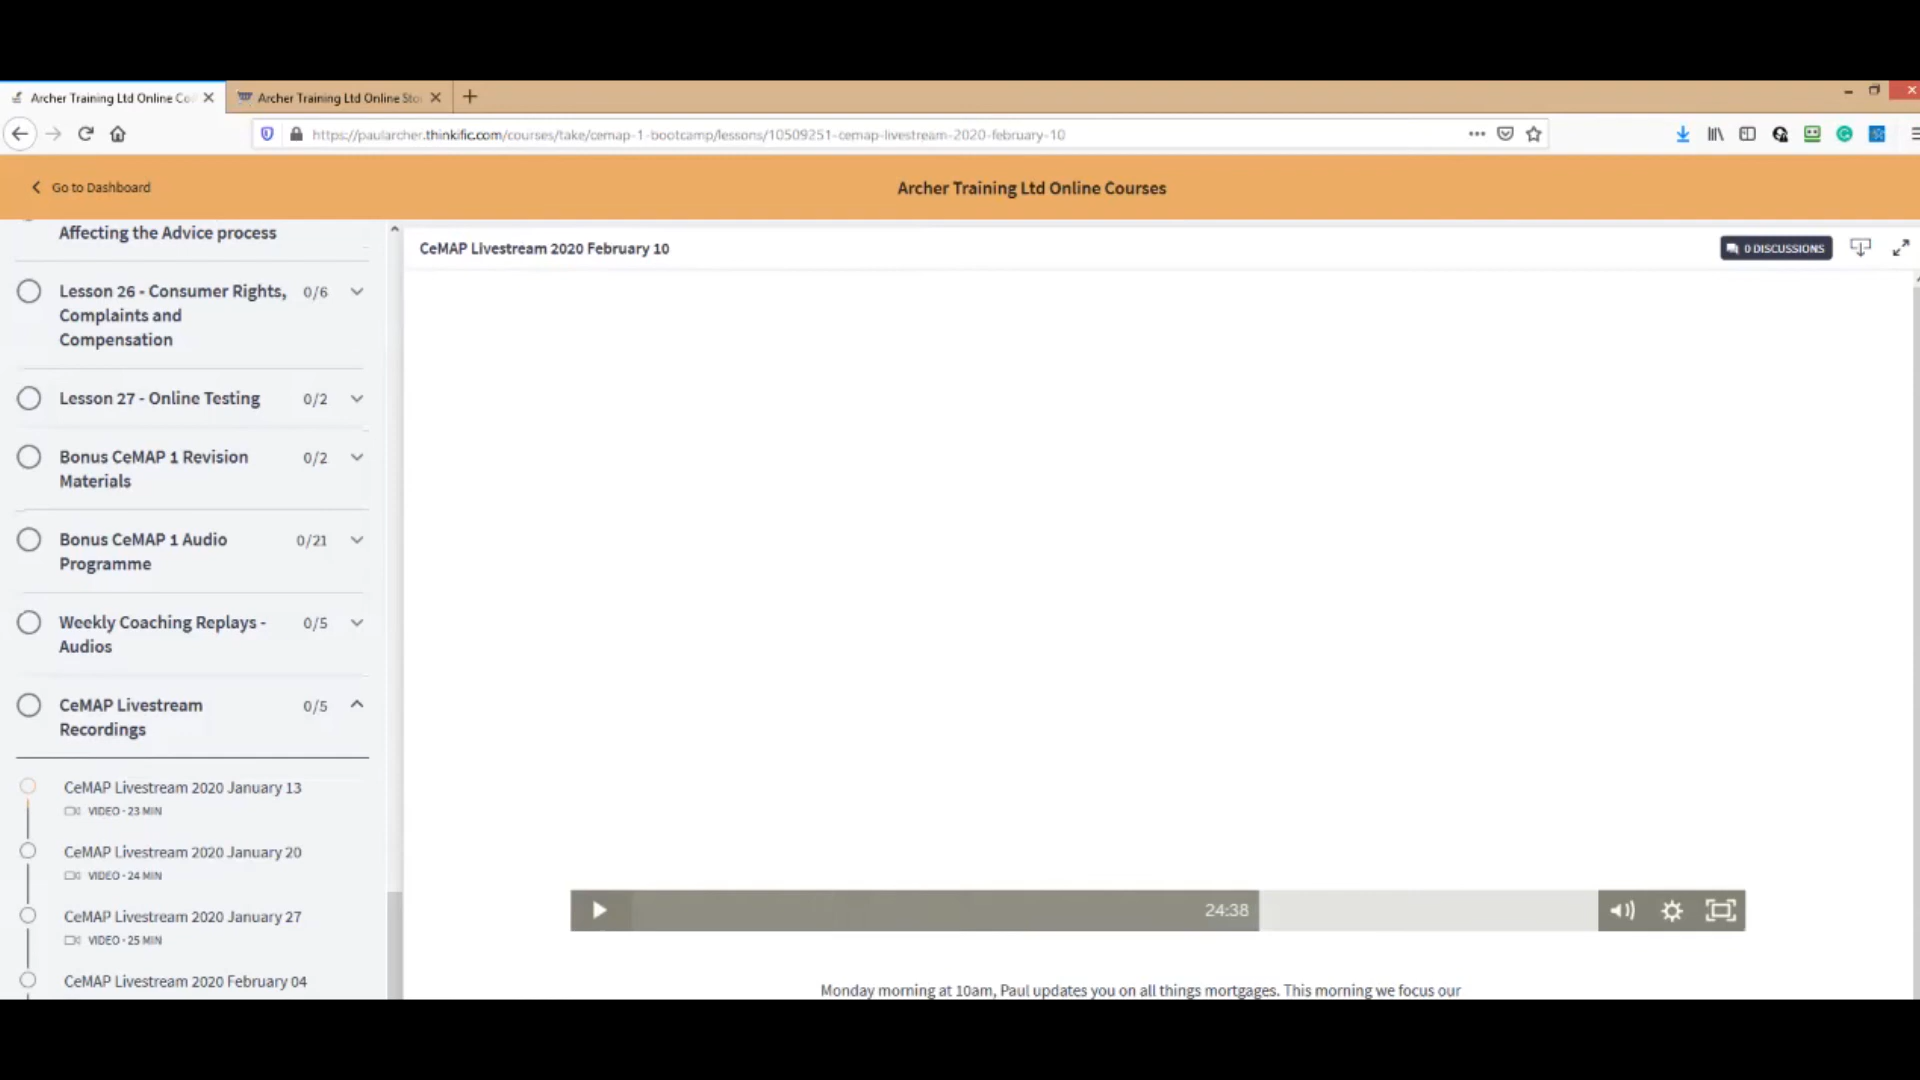 Archer Training Ltd Online Co
Archer Training Ltd Online Sto
https://paularcher.thinkific.com/courses/take/cemap-1-bootcamp/lessons/10509251-cemap-livestream-2020-february-10
Go to Dashboard
Archer Training Ltd Online Courses
Affecting the Advice process
Lesson 26 - Consumer Rights, 0/6
Complaints and
Compensation
Lesson 27 - Online Testing 0/2
Bonus CeMAP 1 Revision 0/2
Materials
Bonus CeMAP 1 Audio 0/21
Programme
Weekly Coaching Replays - 0/5
Audios
CeMAP Livestream 0/5
Recordings
CeMAP Livestream 2020 January 13
VIDEO - 23 MIN
CeMAP Livestream 2020 January 20
VIDEO - 24 MIN
CeMAP Livestream 2020 January 27
VIDEO - 25 MIN
CeMAP Livestream 2020 February 04
CeMAP Livestream 2020 February 10
0 DISCUSSIONS
24:38
Monday morning at 10am, Paul updates you on all things mortgages. This morning we focus our